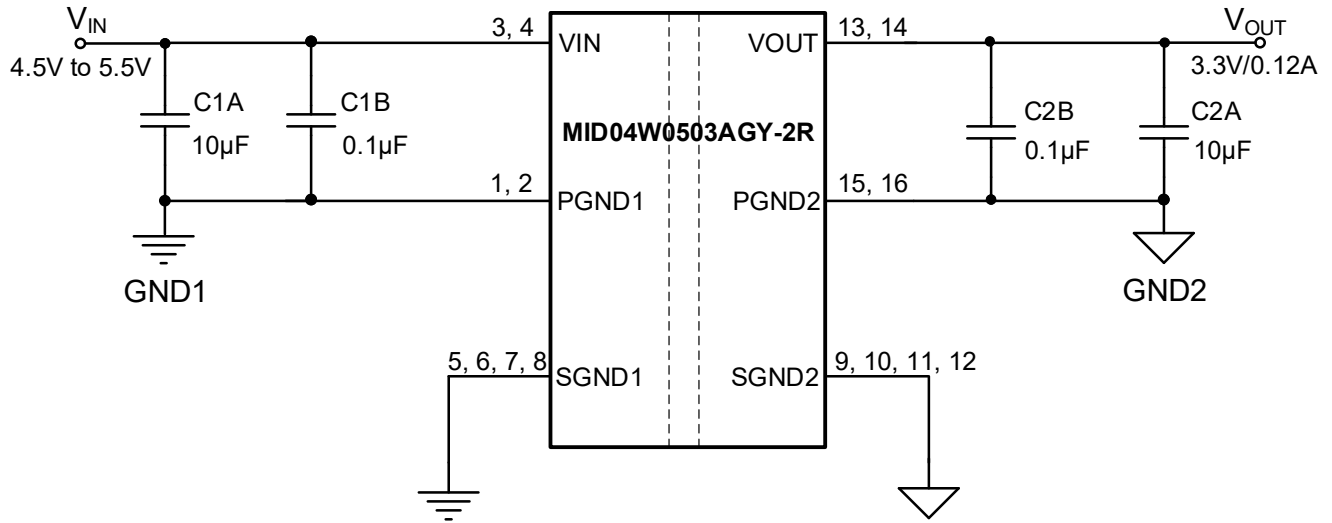 VIN
4.5V to 5.5V
3, 4
VIN
VOUT
13, 14
VOUT
3.3V/0.12A
C1A
10µF
C1B
0.1µF
MID04W0503AGY-2R
C2B
0.1µF
C2A
10µF
1, 2
PGND1
PGND2
15, 16
GND1
GND2
5, 6, 7, 8
SGND1
SGND2
9, 10, 11, 12